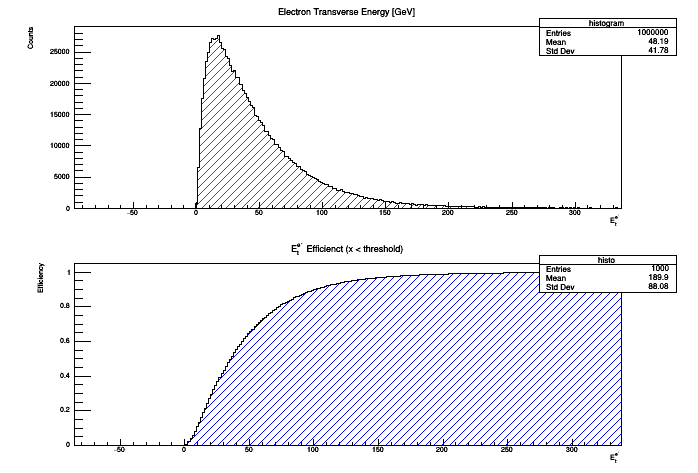 Electron Transverse Energy [GeV]
Counts
histogram
Entries 1000000
Mean 48.19
Std Dev 41.78
25000
20000
15000
10000
5000
0
-50 0 50 100 150 200 250 300
E_t^e-
E_t^e- Efficienct (x < threshold)
Efficiency
histo
Entries 1000
Mean 189.9
Std Dev 88.08
1
0.8
0.6
0.4
0.2
0
-50 0 50 100 150 200 250 300
E_t^e-